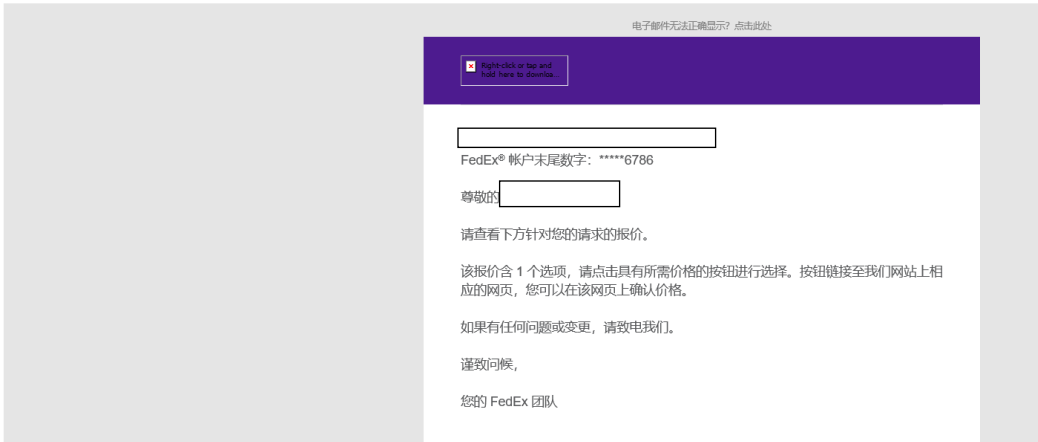 电子邮件无法正确显示？点击此处
Right-click or tap and
hold here to downloa...
FedEx® 帐户末尾数字：*****6786
尊敬的
请查看下方针对您的请求的报价。
该报价含 1 个选项，请点击具有所需价格的按钮进行选择。按钮链接至我们网站上相
应的网页，您可以在该网页上确认价格。
如果有任何问题或变更，请致电我们。
谨致问候，
您的 FedEx 团队